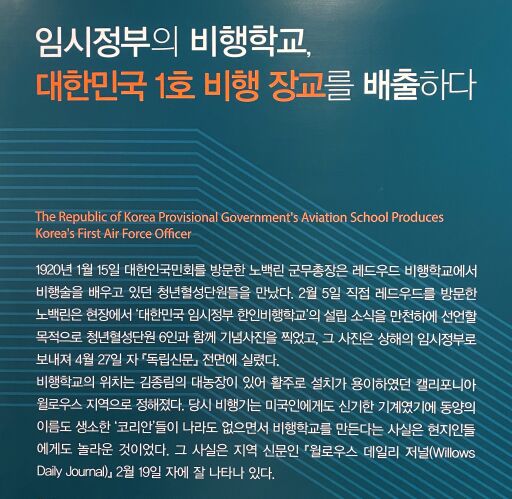 임시정부의 비행학교,
대한민국 1호 비행 장교를 배출하다
The Republic of Korea Provisional Government's Aviation School Produces
Korea's First Air Force Officer
1920년 1월 15일 대한인국민회를 방문한 노백린 군무총장은 레드우드 비행학교에서
비행술을 배우고 있던 청년혈성단원들을 만났다. 2월 5일 직접 레드우드를 방문한
노백린은 현장에서 ‘대한민국 임시정부 한인비행학교’의 설립 소식을 만천하에 선언할
목적으로 청년혈성단원 6인과 함께 기념사진을 찍었고, 그 사진은 상해의 임시정부로
보내져 4월 27일 자 『독립신문』 전면에 실렸다.
비행학교의 위치는 김종림의 대농장이 있어 활주로 설치가 용이하였던 캘리포니아
윌로우스 지역으로 정해졌다. 당시 비행기는 미국인에게도 신기한 기계였기에 동양의
이름도 생소한 ‘코리안’들이 나라도 없으면서 비행학교를 만든다는 사실은 현지인들
에게도 놀라운 것이었다. 그 사실은 지역 신문인 『윌로우스 데일리 저널(Willows
Daily Journal)』 2월 19일 자에 잘 나타나 있다.